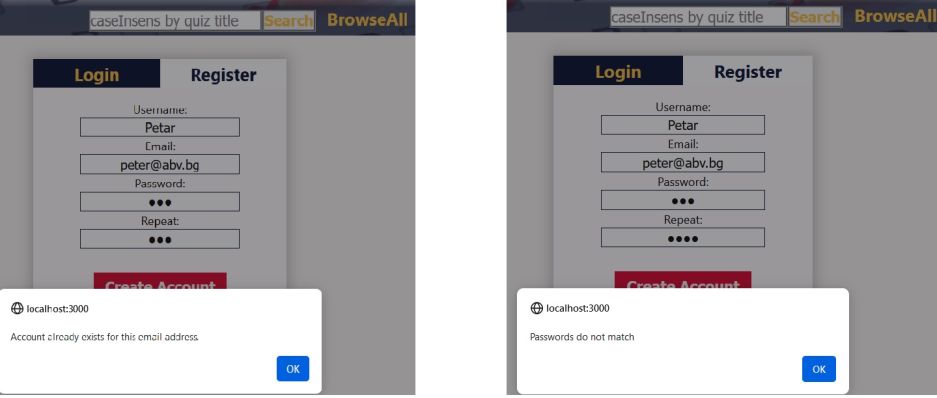 caseInsens by quiz title Search BrowseAll
Login Register
Username:
Petar
Email:
peter@abv.bg
Password:
Repeat:
Create Account
localhost:3000
Account already exists for this email address.
OK
caseInsens by quiz title Search BrowseAll
Login Register
Username:
Petar
Email:
peter@abv.bg
Password:
Repeat:
Create Account
localhost:3000
Passwords do not match
OK